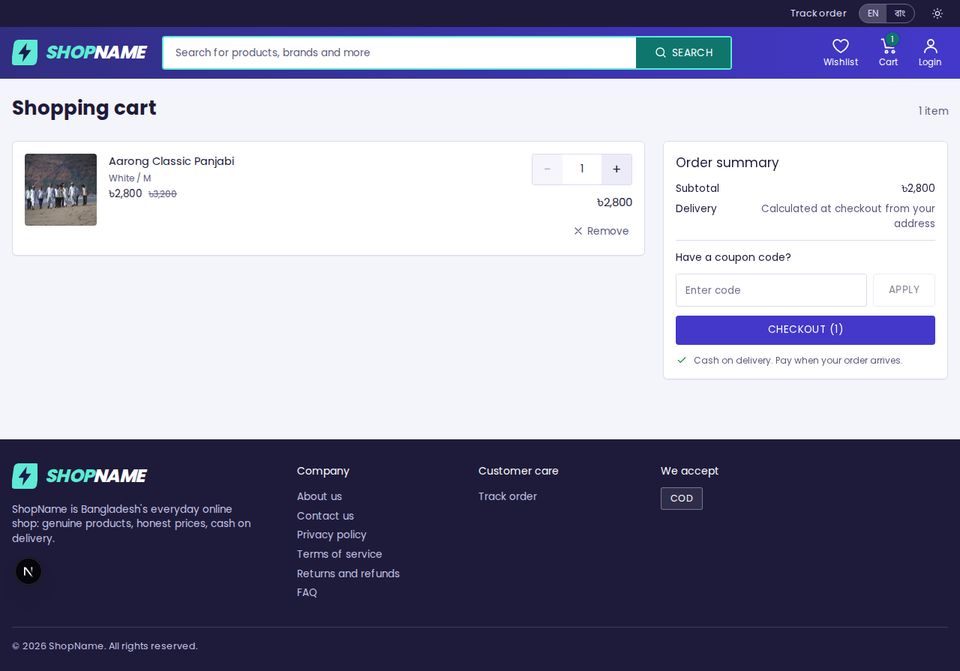 Track order
EN
বাং
SHOPNAME
Search for products, brands and more
SEARCH
Wishlist
1
Cart
Login
Shopping cart
1 item
Aarong Classic Panjabi
White / M
৳2,800 ৳3,200
− 1 +
৳2,800
Remove
Order summary
Subtotal ৳2,800
Delivery Calculated at checkout from your
address
Have a coupon code?
Enter code
APPLY
CHECKOUT (1)
Cash on delivery. Pay when your order arrives.
SHOPNAME
ShopName is Bangladesh's everyday online
shop: genuine products, honest prices, cash on
delivery.
N
Company
About us
Contact us
Privacy policy
Terms of service
Returns and refunds
FAQ
Customer care
Track order
We accept
COD
© 2026 ShopName. All rights reserved.